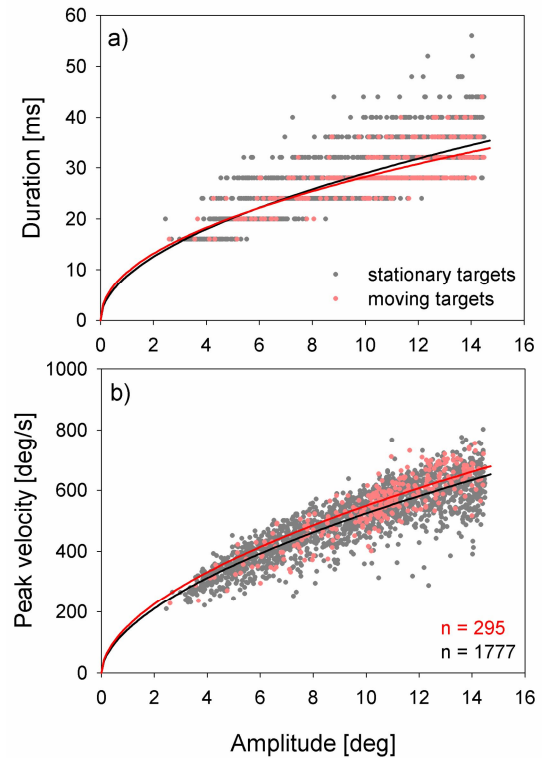 a)
Duration [ms]
60
50
40
30
20
10
0
stationary targets
moving targets
0 2 4 6 8 10 12 14 16
b)
Peak velocity [deg/s]
1000
800
600
400
200
0
n = 295
n = 1777
0 2 4 6 8 10 12 14 16
Amplitude [deg]